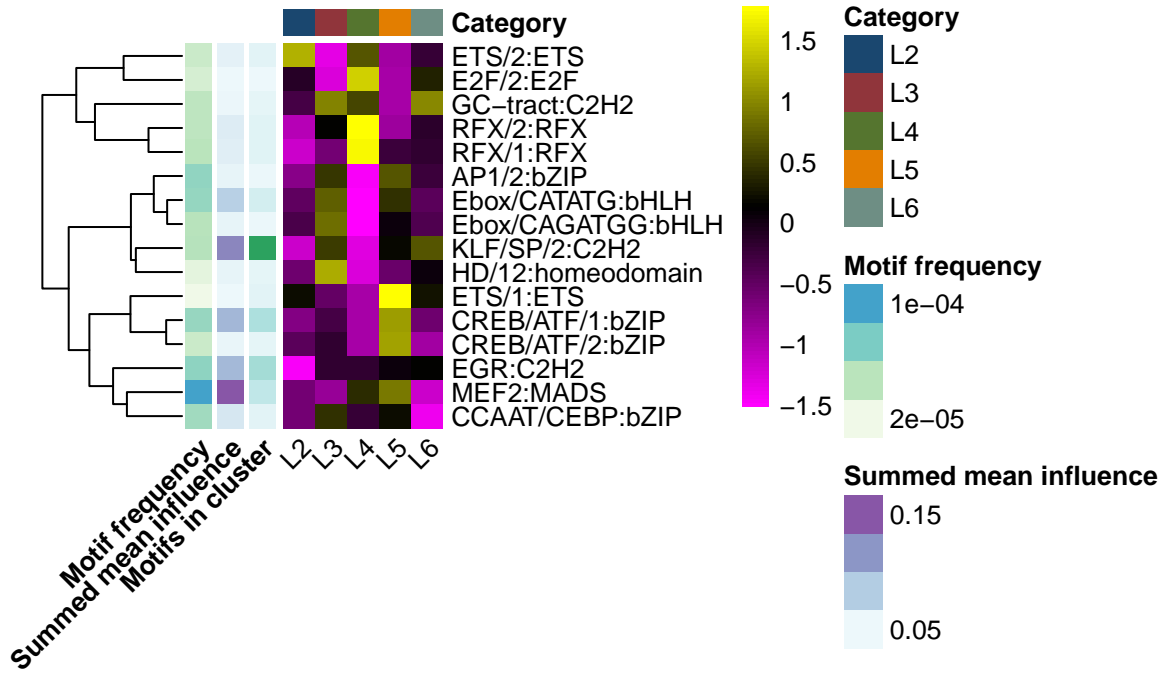 Category
ETS/2:ETS
E2F/2:E2F
GC−tract:C2H2
RFX/2:RFX
RFX/1:RFX
AP1/2:bZIP
Ebox/CATATG:bHLH
Ebox/CAGATGG:bHLH
KLF/SP/2:C2H2
HD/12:homeodomain
ETS/1:ETS
CREB/ATF/1:bZIP
CREB/ATF/2:bZIP
EGR:C2H2
MEF2:MADS
CCAAT/CEBP:bZIP
Motif frequency
Summed mean influence
Motifs in cluster
L2
L3
L4
L5
L6
1.5
1
0.5
0
−0.5
−1
−1.5
Category
L2
L3
L4
L5
L6
Motif frequency
1e−04
2e−05
Summed mean influence
0.15
0.05